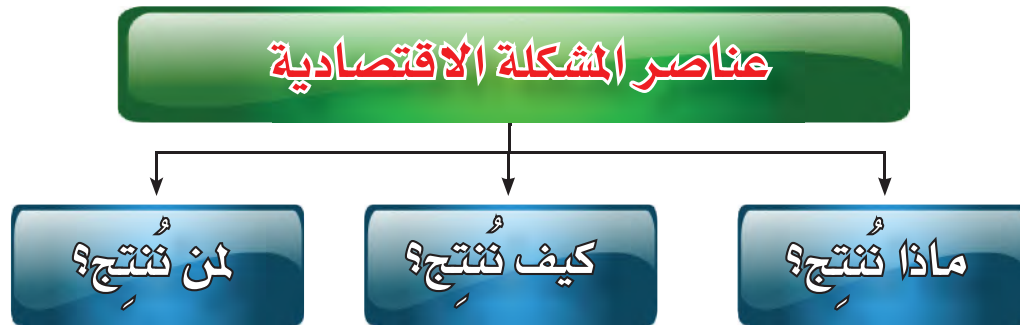 عناصر المشكلة الاقتصادية
ماذا نُنتِج؟
كيف نُنتِج؟
لمن نُنتِج؟